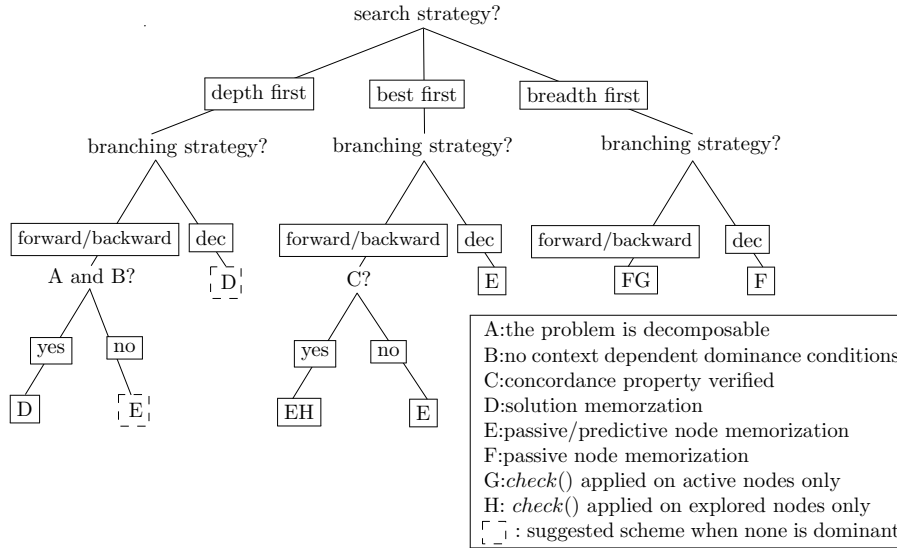 search strategy?
depth first
best first
breadth first
branching strategy?
branching strategy?
branching strategy?
forward/backward
dec
forward/backward
dec
forward/backward
dec
A and B?
D
C?
E
FG
F
yes
no
yes
no
D
E
EH
E
A:the problem is decomposable
B:no context dependent dominance conditions
C:concordance property verified
D:solution memorzation
E:passive/predictive node memorization
F:passive node memorization
G:check() applied on active nodes only
H: check() applied on explored nodes only
: suggested scheme when none is dominant